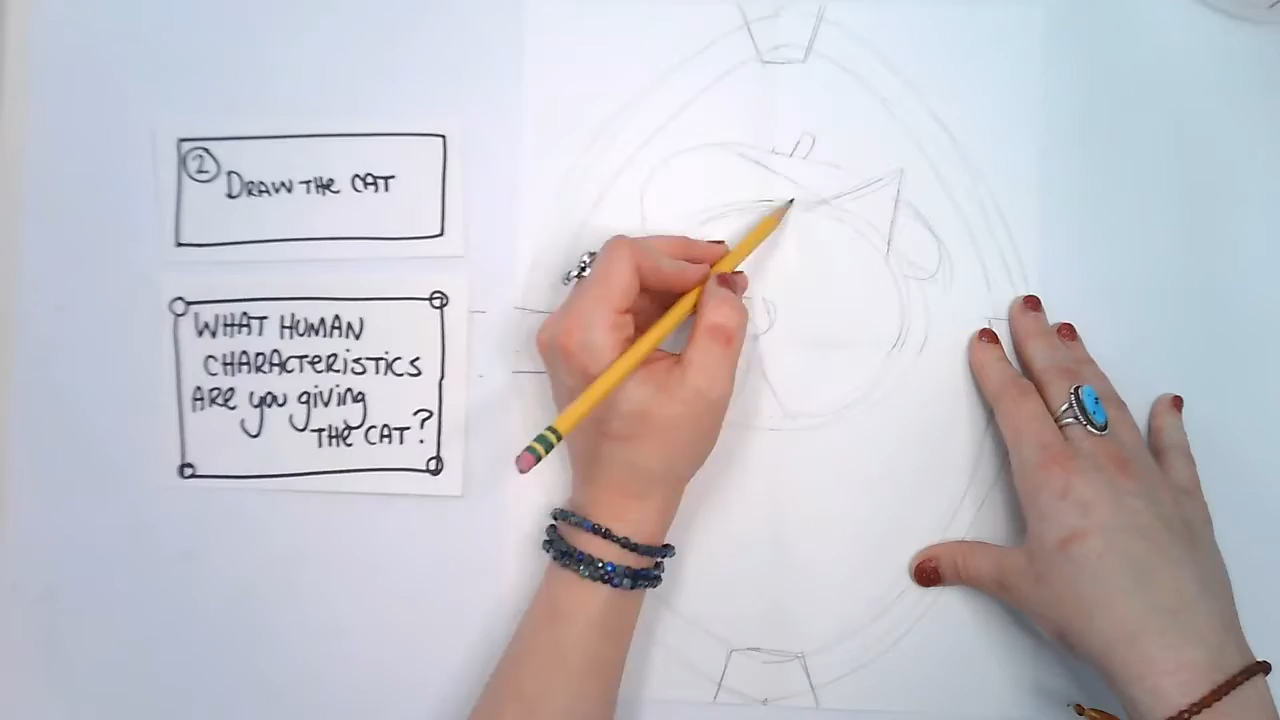 ② DRAW THE CAT
WHAT HUMAN
CHARACTERISTICS
ARE you giving
THE CAT?